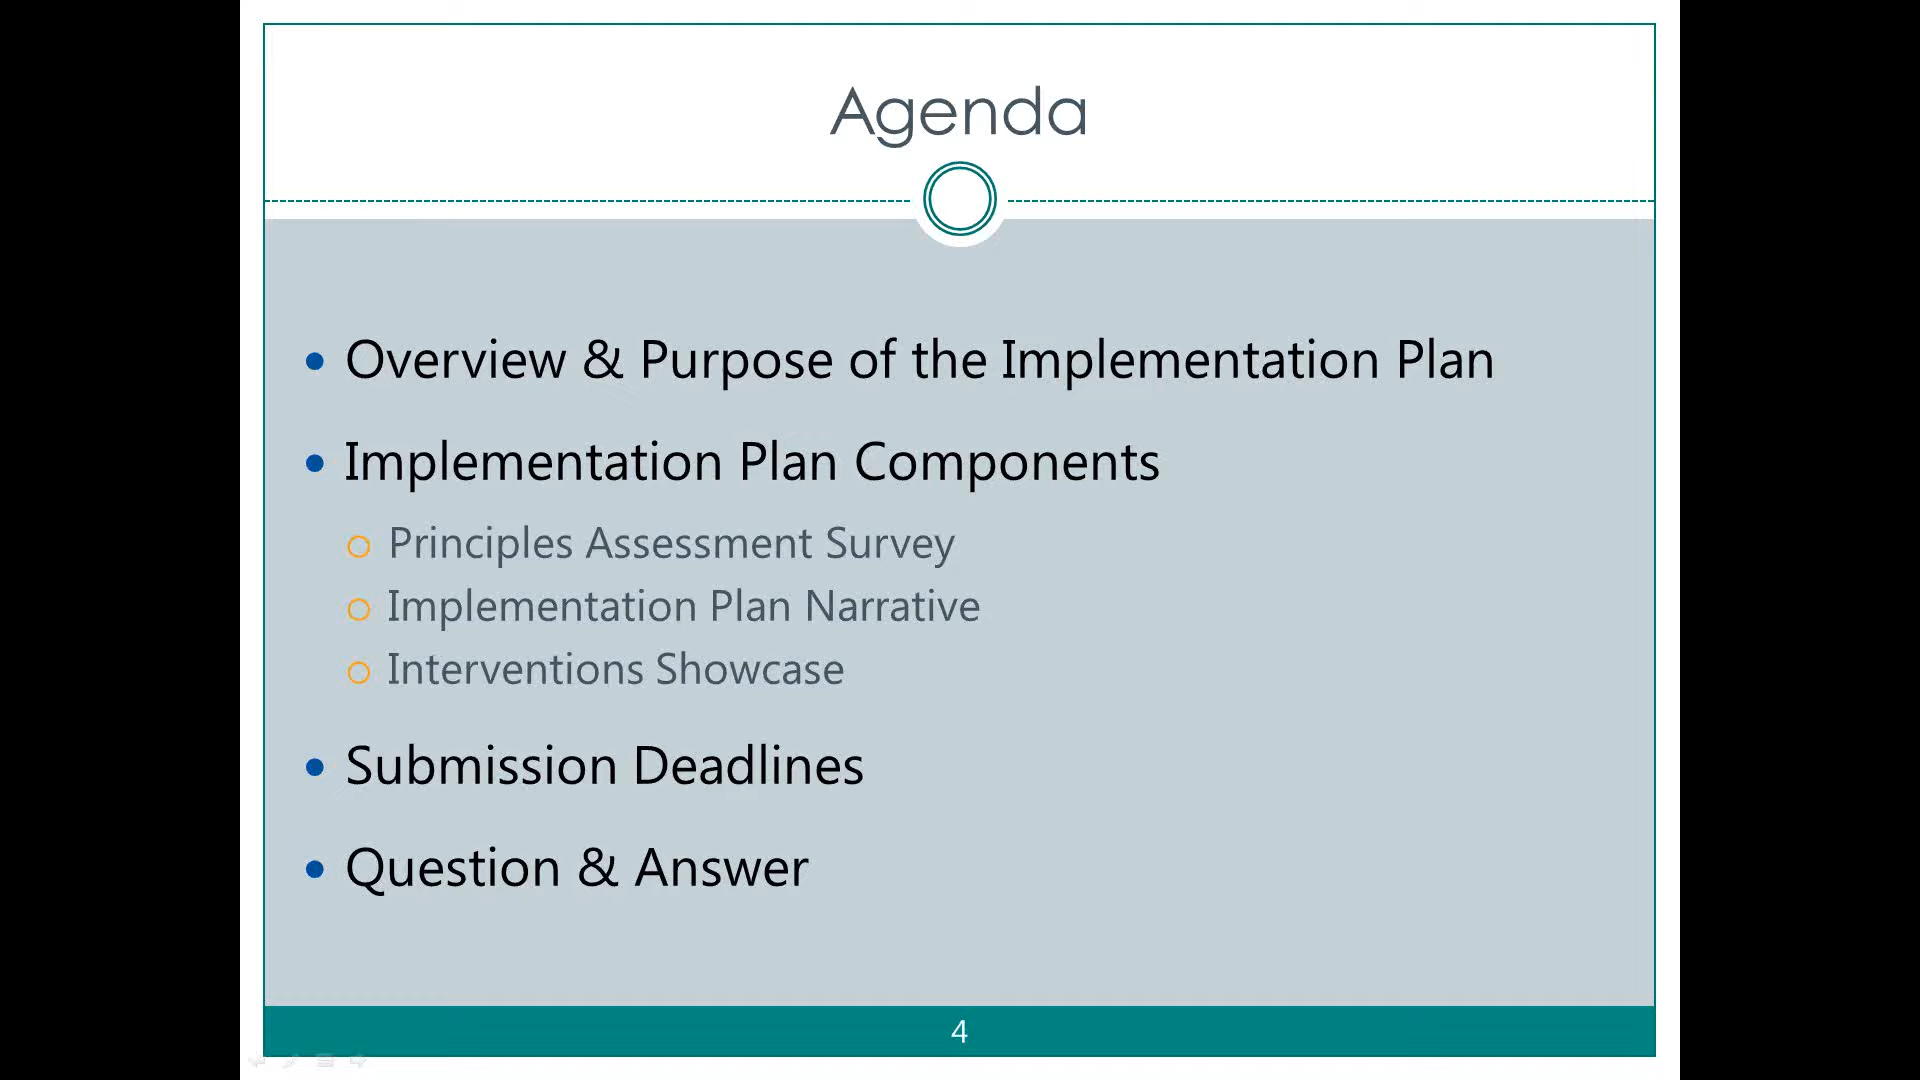 Agenda
• Overview & Purpose of the Implementation Plan
• Implementation Plan Components
○ Principles Assessment Survey
○ Implementation Plan Narrative
○ Interventions Showcase
• Submission Deadlines
• Question & Answer
4